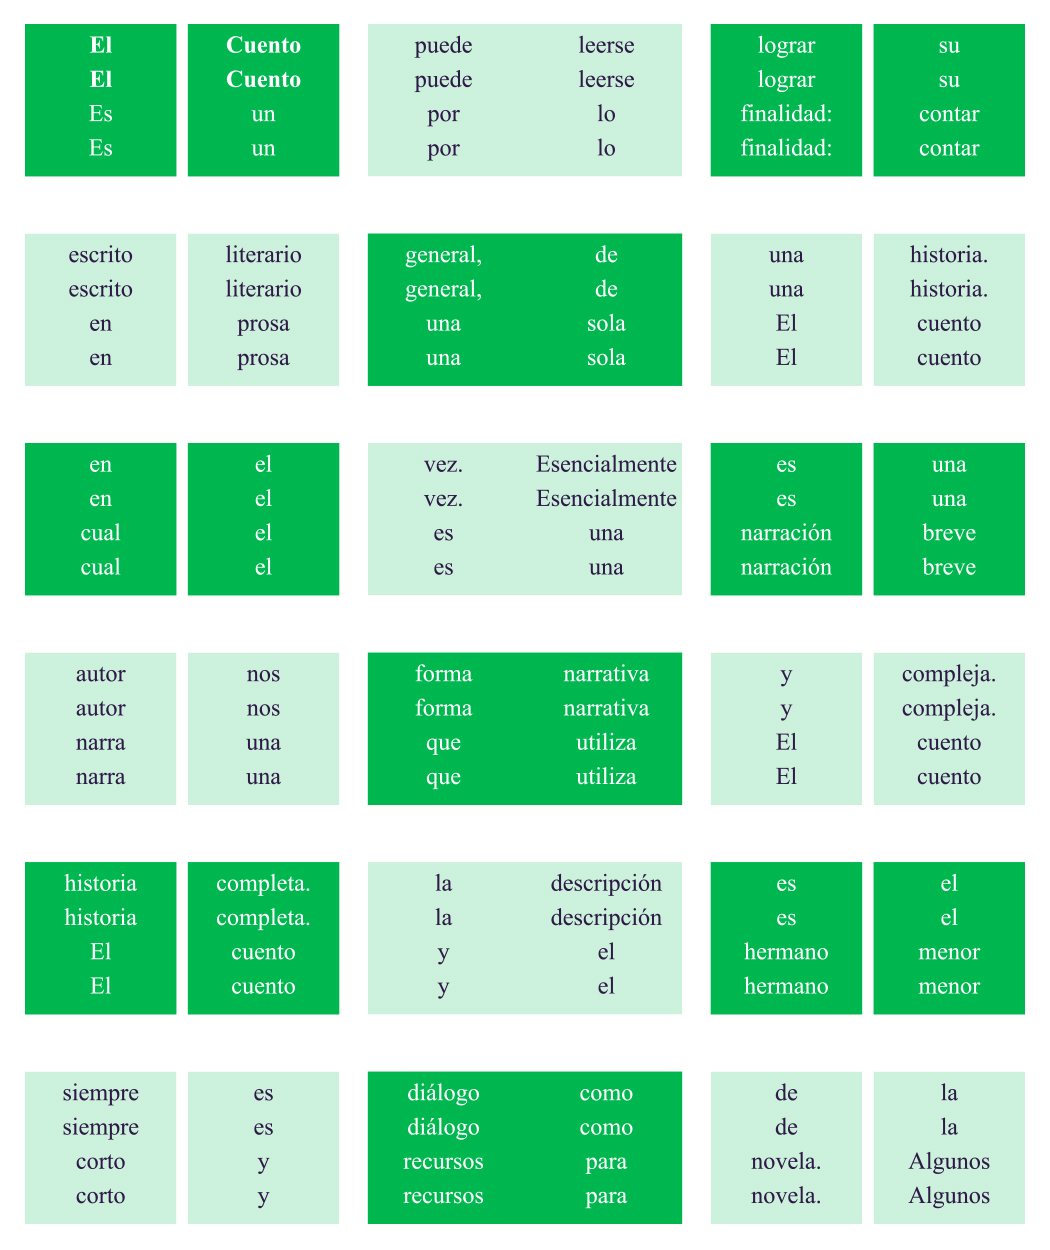 El Cuento
El Cuento
Es un
Es un
escrito literario
escrito literario
en prosa
en prosa
en el
en el
cual el
cual el
autor nos
autor nos
narra una
narra una
historia completa.
historia completa.
El cuento
El cuento
siempre es
siempre es
corto y
corto y
puede leerse
puede leerse
por lo
por lo
general, de
general, de
una sola
una sola
vez. Esencialmente
vez. Esencialmente
es una
es una
forma narrativa
forma narrativa
que utiliza
que utiliza
la descripción
la descripción
y el
y el
diálogo como
diálogo como
recursos para
recursos para
lograr su
lograr su
finalidad: contar
finalidad: contar
una historia.
una historia.
El cuento
El cuento
es una
es una
narración breve
narración breve
y compleja.
y compleja.
El cuento
El cuento
es el
es el
hermano menor
hermano menor
de la
de la
novela. Algunos
novela. Algunos